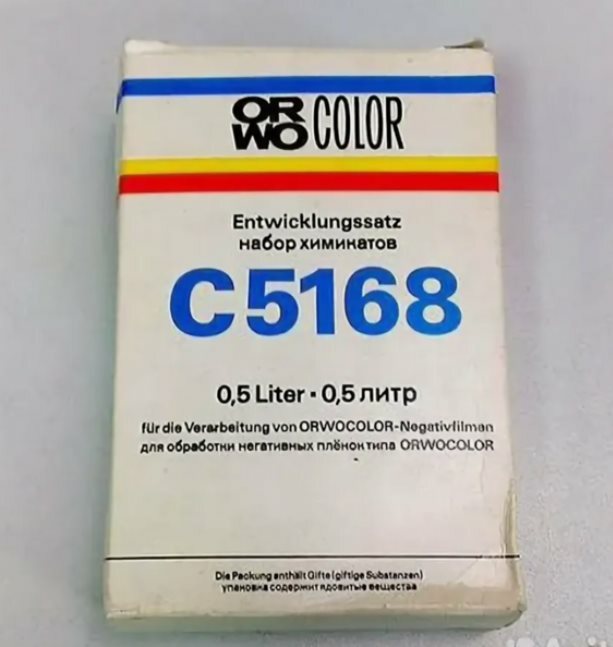 ORWO COLOR
Entwicklungssatz
набор химикатов
C5168
0,5 Liter · 0,5 литр
für die Verarbeitung von ORWOCOLOR-Negativfilmen
для обработки негативных плёнок типа ORWOCOLOR
Die Packung enthält Gifte (giftige Substanzen)
упаковка содержит ядовитые вещества